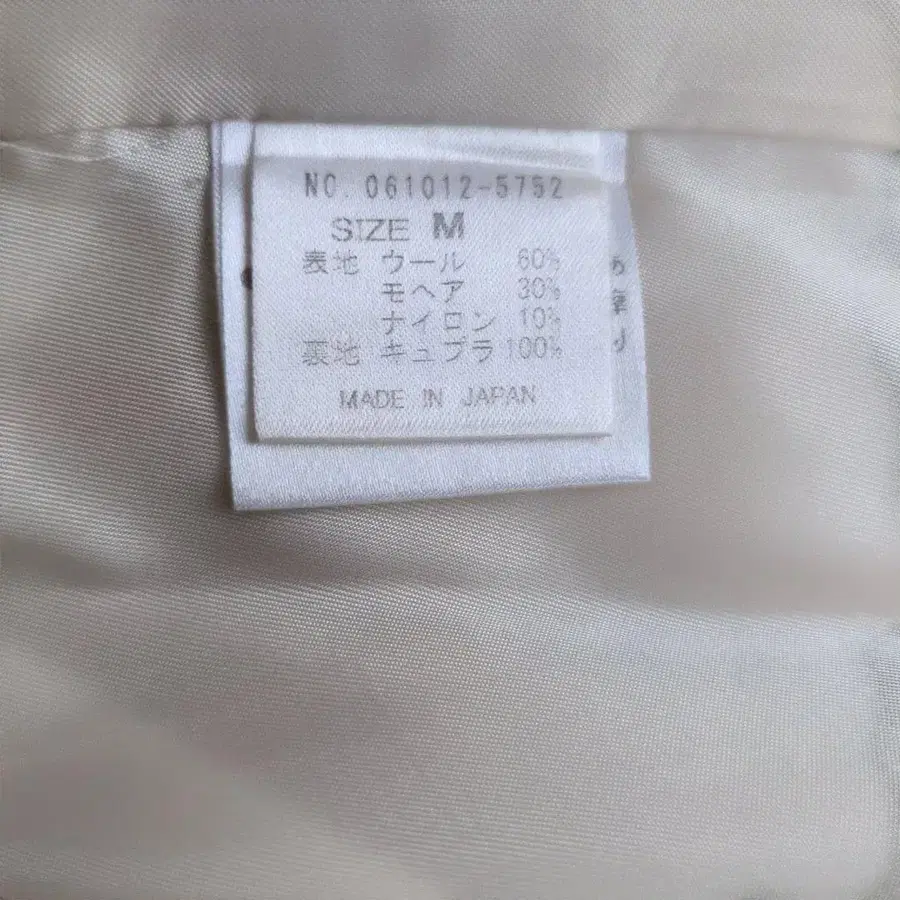 NO. 061012-5752
SIZE M
表地 ウール 60%
モヘア 30%
ナイロン 10%
裏地 キュプラ 100%
MADE IN JAPAN